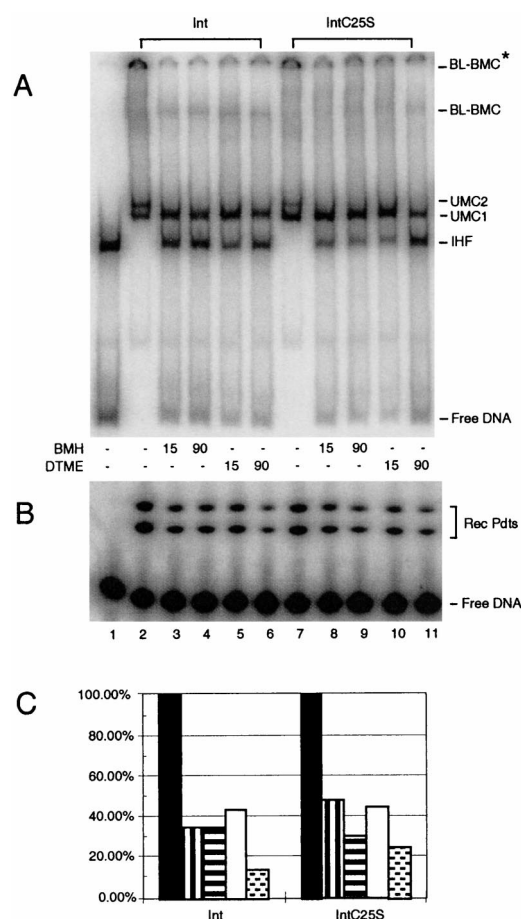 Int IntC25S
A
BL-BMC*
BL-BMC
UMC2
UMC1
IHF
Free DNA
BMH - - 15 90 - - - 15 90 - -
DTME - - - - 15 90 - - - 15 90
B
Rec Pdts
Free DNA
1 2 3 4 5 6 7 8 9 10 11
C
100.00%
80.00%
60.00%
40.00%
20.00%
0.00%
Int IntC25S